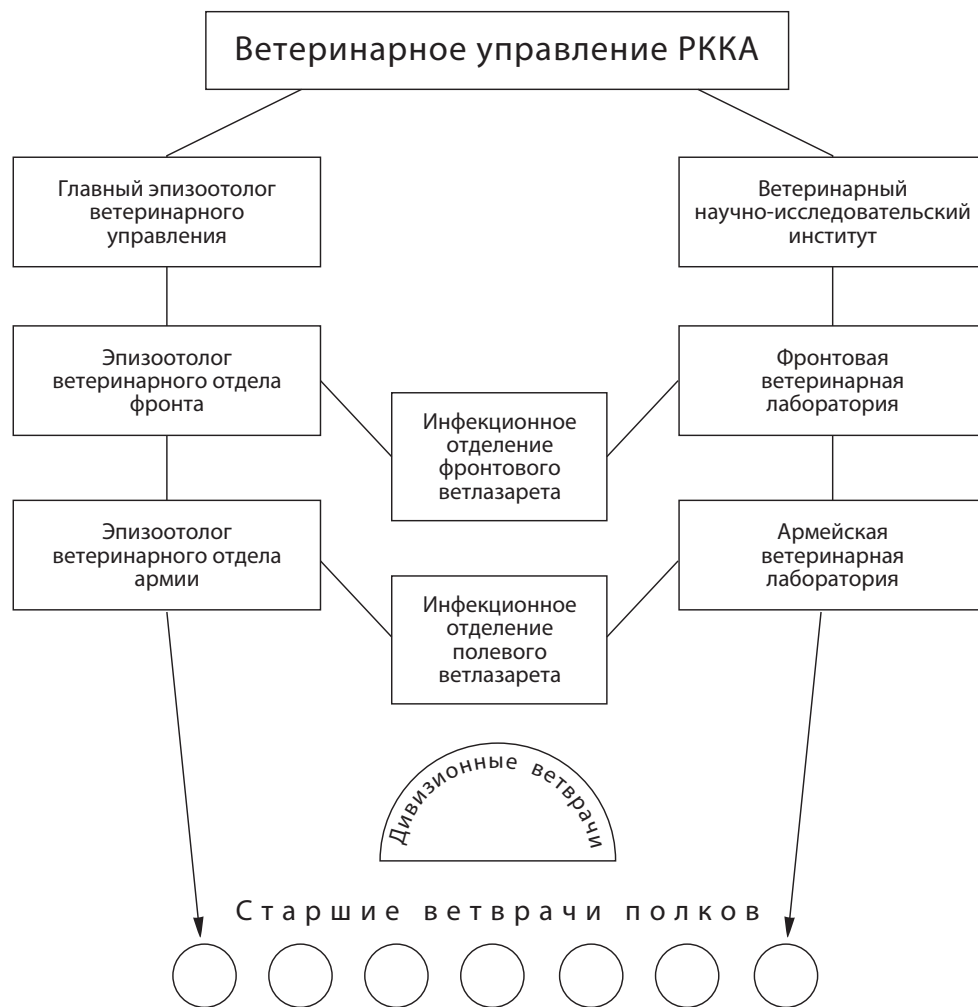 Ветеринарное управление РККА
Главный эпизоотолог
ветеринарного
управления
Ветеринарный
научно-исследовательский
институт
Эпизоотолог
ветеринарного отдела
фронта
Фронтовая
ветеринарная
лаборатория
Инфекционное
отделение
фронтового
ветлазарета
Эпизоотолог
ветеринарного отдела
армии
Армейская
ветеринарная
лаборатория
Инфекционное
отделение
полевого
ветлазарета
Дивизионные ветврачи
Старшие ветврачи полков